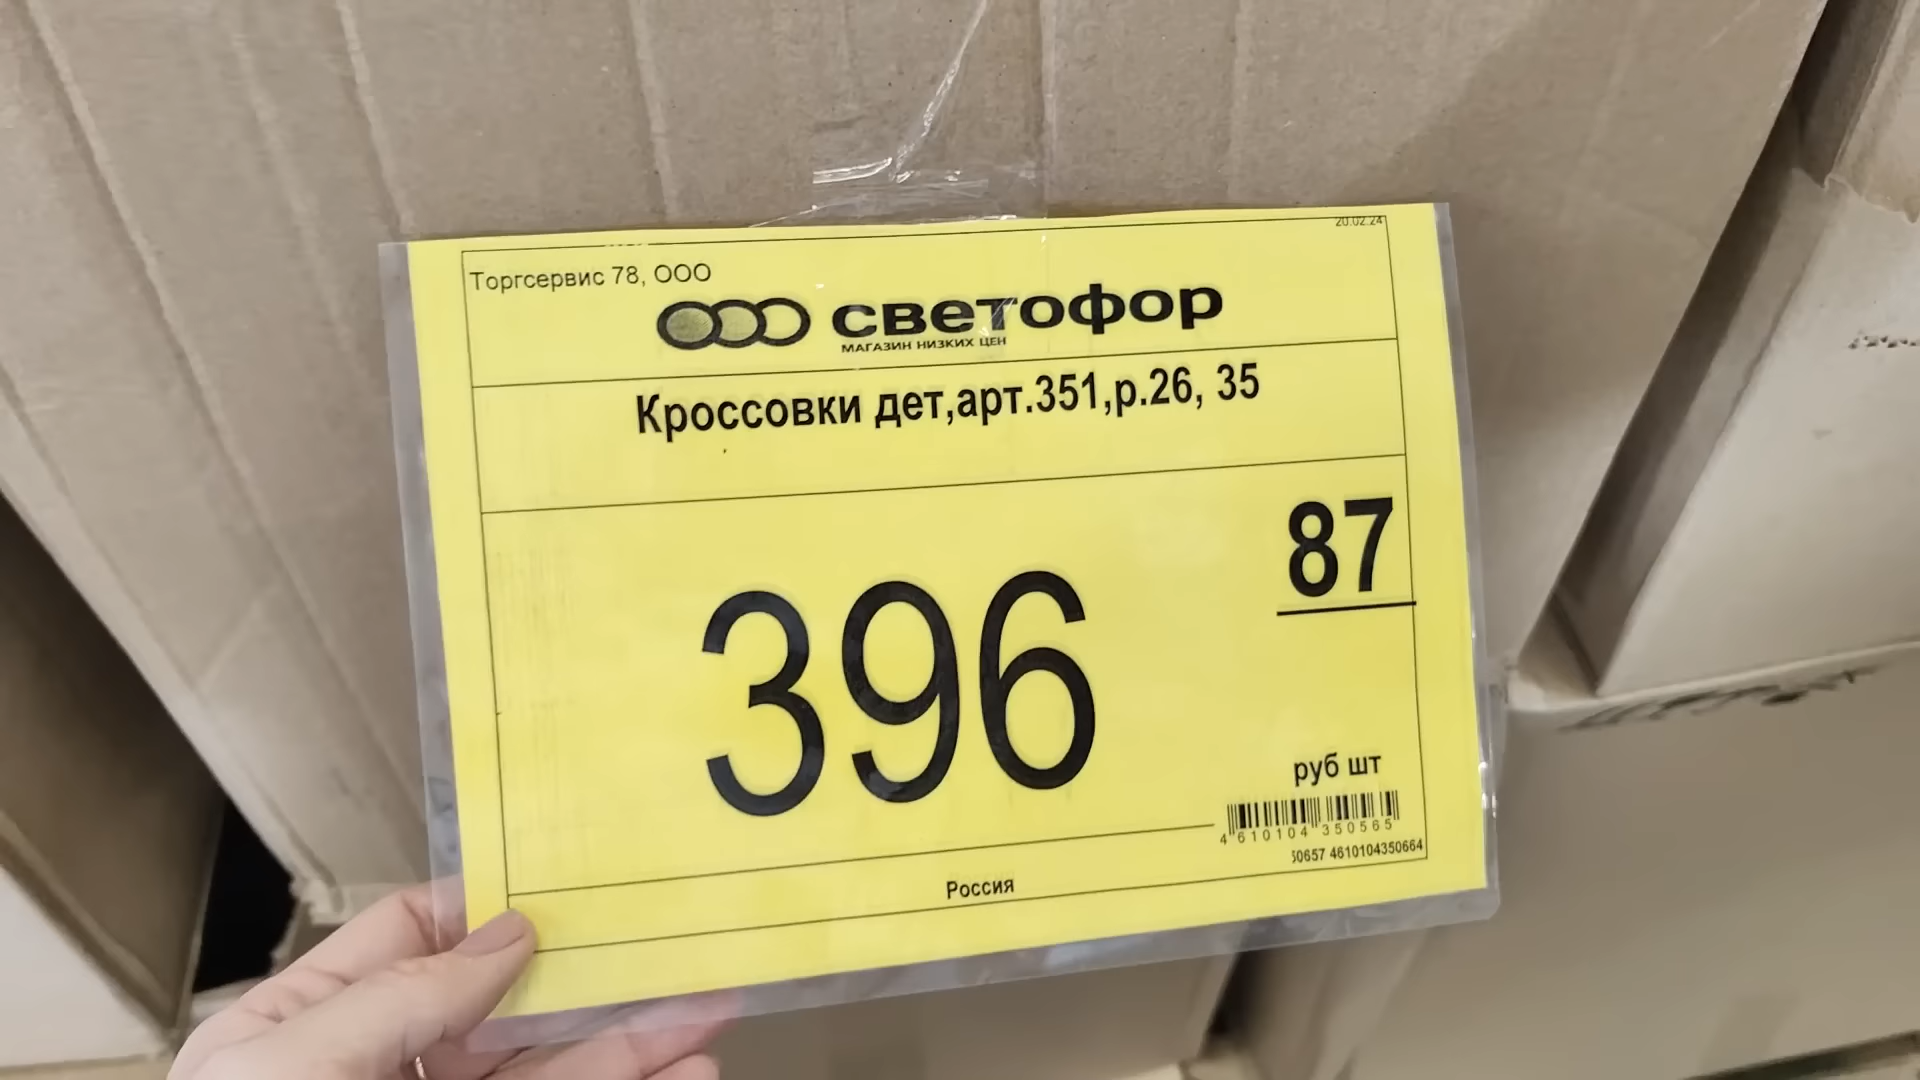 20.02.24
Торгсервис 78, ООО
светофор
МАГАЗИН НИЗКИХ ЦЕН
Кроссовки дет,арт.351,р.26, 35
396
87
руб шт
4 610104 350565
50657 4610104350664
Россия